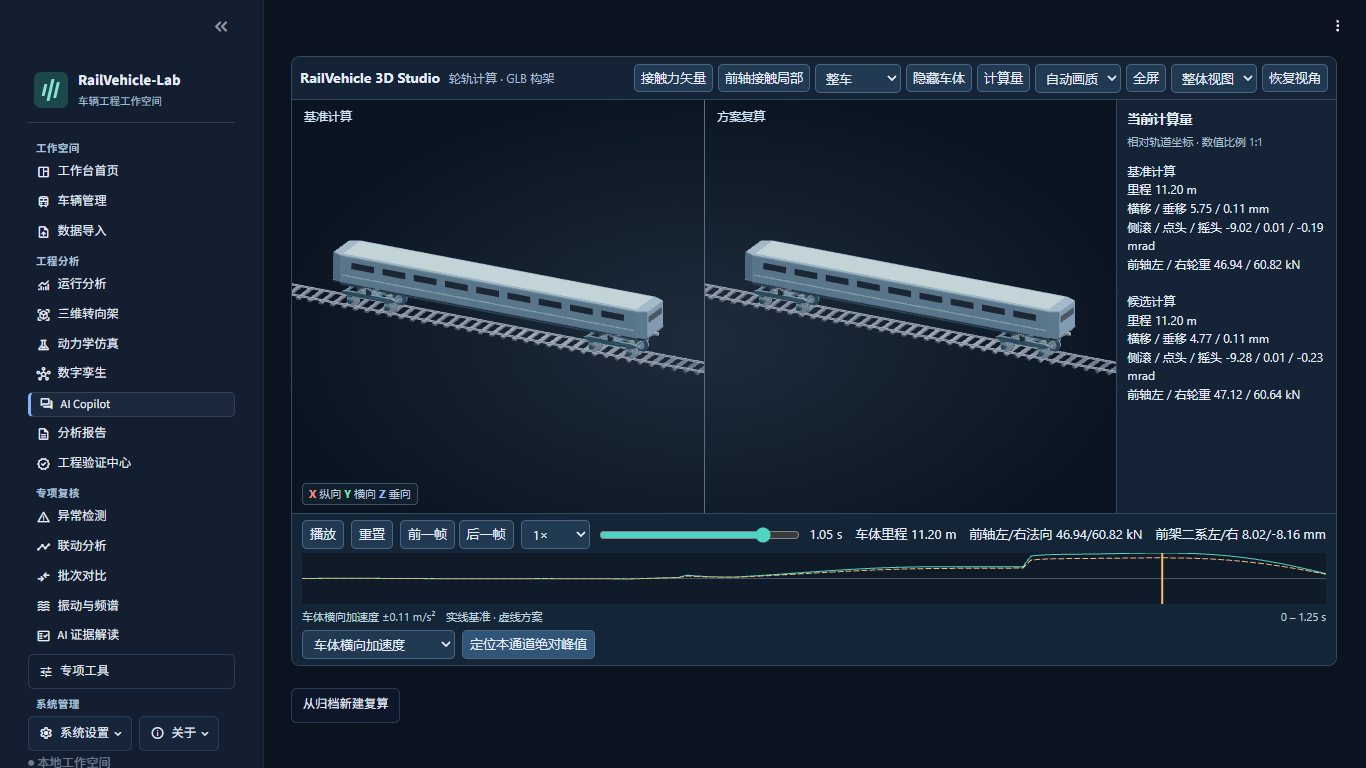 RailVehicle-Lab
车辆工程工作空间
工作空间
工作台首页
车辆管理
数据导入
工程分析
运行分析
三维转向架
动力学仿真
数字孪生
AI Copilot
分析报告
工程验证中心
专项复核
异常检测
联动分析
批次对比
振动与频谱
AI 证据解读
专项工具
系统管理
系统设置
关于
本地工作空间
RailVehicle 3D Studio 轮轨计算 · GLB 构架
接触力矢量 前轴接触局部 整车 隐藏车体 计算量 自动画质 全屏 整体视图 恢复视角
基准计算
方案复算
X 纵向 Y 横向 Z 垂向
当前计算量
相对轨道坐标 · 数值比例 1:1
基准计算
里程 11.20 m
横移 / 垂移 5.75 / 0.11 mm
侧滚 / 点头 / 摇头 -9.02 / 0.01 / -0.19
mrad
前轴左 / 右轮重 46.94 / 60.82 kN
候选计算
里程 11.20 m
横移 / 垂移 4.77 / 0.11 mm
侧滚 / 点头 / 摇头 -9.28 / 0.01 / -0.23
mrad
前轴左 / 右轮重 47.12 / 60.64 kN
播放 重置 前一帧 后一帧 1× 1.05 s 车体里程 11.20 m 前轴左/右法向 46.94/60.82 kN 前架二系左/右 8.02/-8.16 mm
车体横向加速度 ±0.11 m/s² 实线基准 · 虚线方案 0 – 1.25 s
车体横向加速度 定位本通道绝对峰值
从归档新建复算